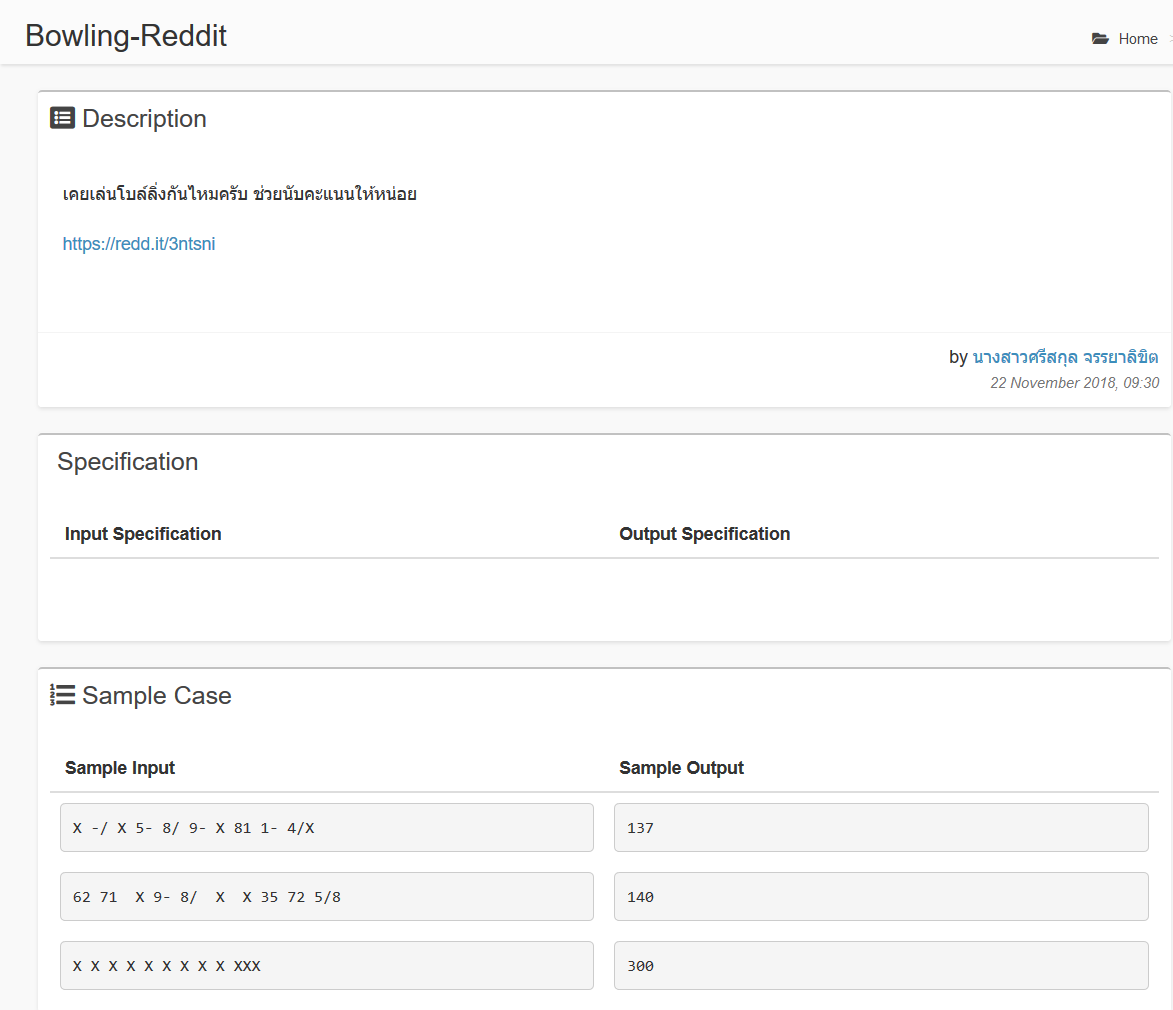 Bowling-Reddit
Home
Description
เคยเล่นโบล์ลิ่งกันไหมครับ ช่วยนับคะแนนให้หน่อย
https://redd.it/3ntsni
by นางสาวศรีสกุล จรรยาลิขิต
22 November 2018, 09:30
Specification
Input Specification Output Specification
Sample Case
Sample Input Sample Output
X -/ X 5- 8/ 9- X 81 1- 4/X 137
62 71  X 9- 8/  X  X 35 72 5/8 140
X X X X X X X X X XXX 300